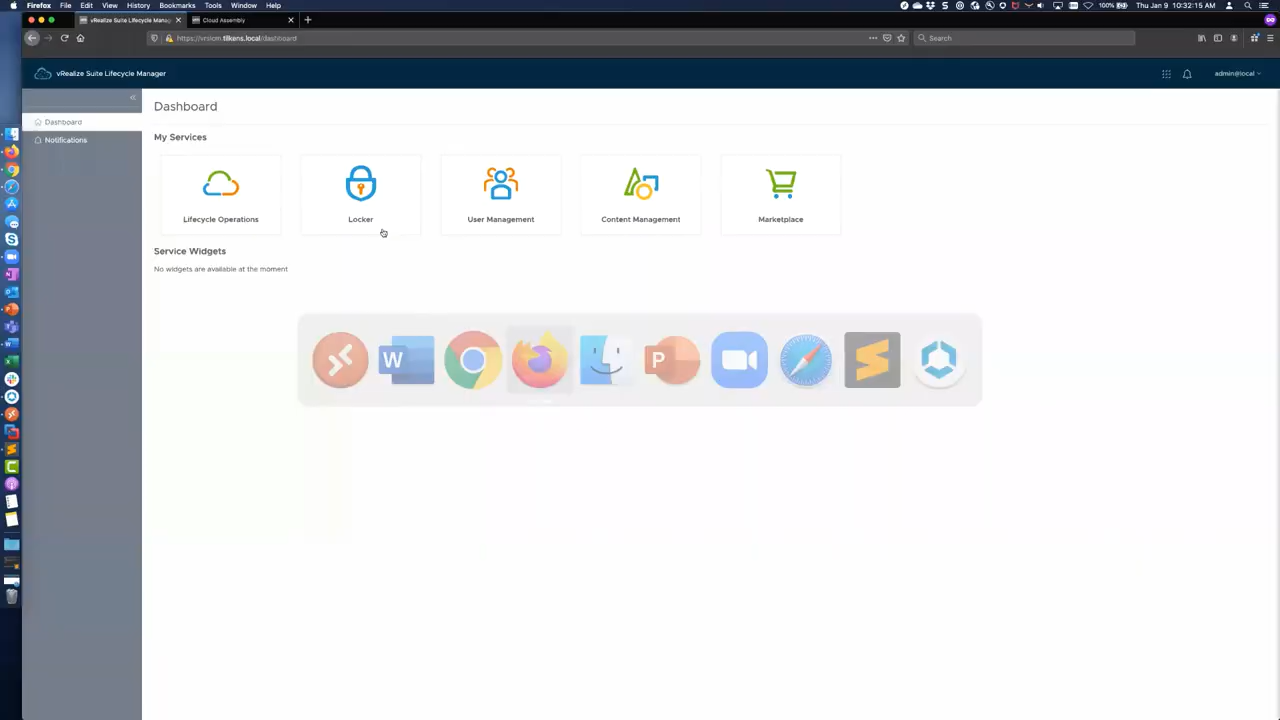 Firefox File Edit View History Bookmarks Tools Window Help
100% Thu Jan 9 10:32:15 AM
vRealize Suite Lifecycle Manag
Cloud Assembly
https://vrslcm.tilkens.local/dashboard
Search
vRealize Suite Lifecycle Manager
admin@local
Dashboard
Notifications
Dashboard
My Services
Lifecycle Operations
Locker
User Management
Content Management
Marketplace
Service Widgets
No widgets are available at the moment
W
P